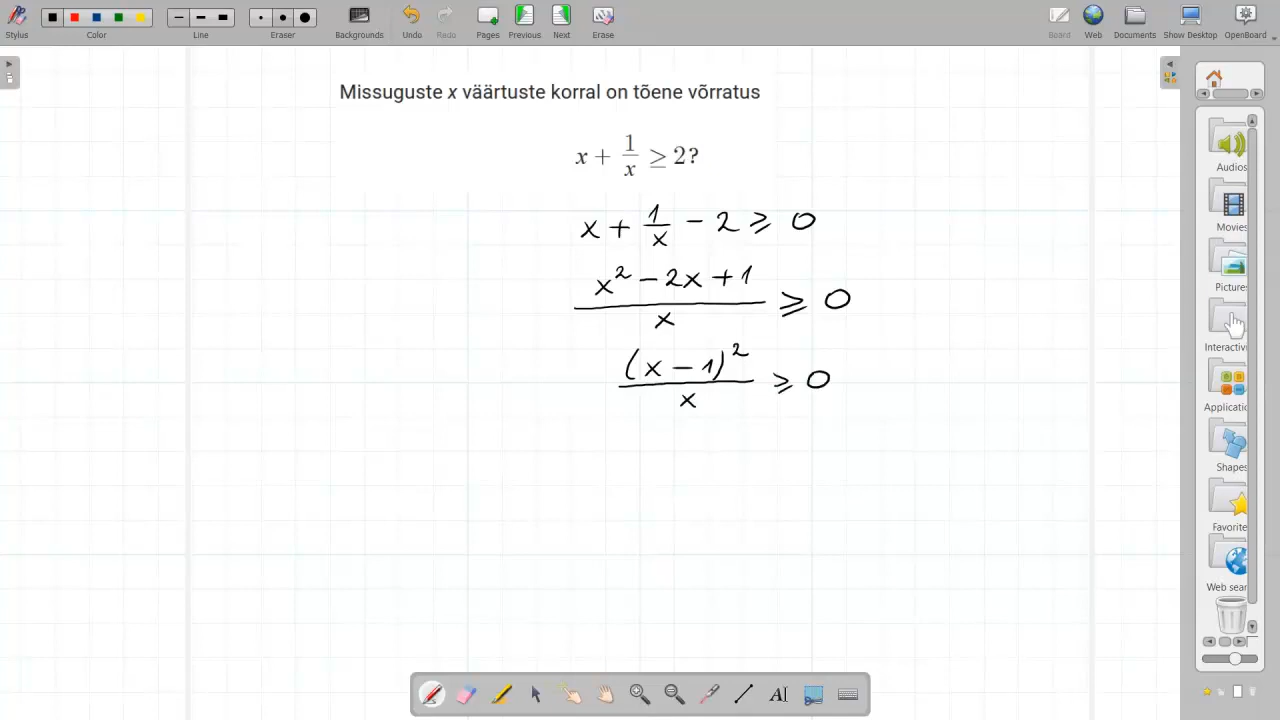 Stylus Color Line Eraser Backgrounds Undo Redo Pages Previous Next Erase Board Web Documents Show Desktop OpenBoard
Missuguste x väärtuste korral on tõene võrratus
x + 1/x ≥ 2?
x + 1/x - 2 ≥ 0
(x² - 2x + 1)/x ≥ 0
(x - 1)²/x ≥ 0
Audios
Movies
Pictures
Interactivi
Applicatio
Shapes
Favorite
Web sear
AI